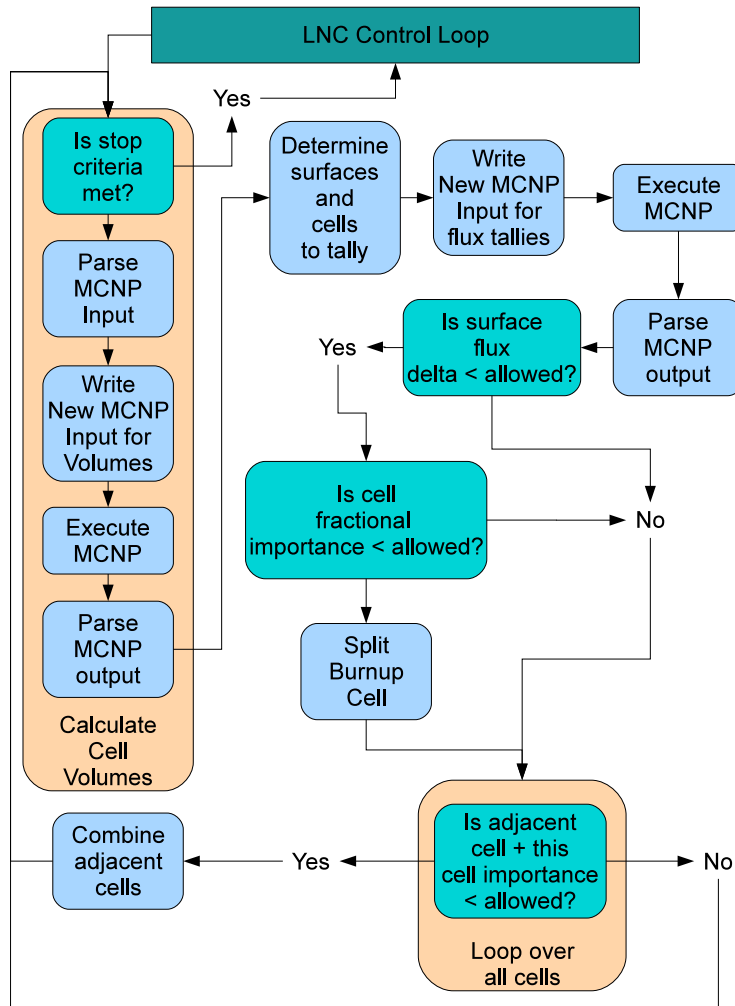 LNC Control Loop
Yes
Is stop
criteria
met?
Parse
MCNP
Input
Write
New MCNP
Input for
Volumes
Execute
MCNP
Parse
MCNP
output
Calculate
Cell
Volumes
Determine
surfaces
and
cells
to tally
Write
New MCNP
Input for
flux tallies
Execute
MCNP
Parse
MCNP
output
Is surface
flux
delta < allowed?
Yes
Is cell
fractional
importance < allowed?
No
Split
Burnup
Cell
Is adjacent
cell + this
cell importance
< allowed?
Loop over
all cells
Yes
No
Combine
adjacent
cells